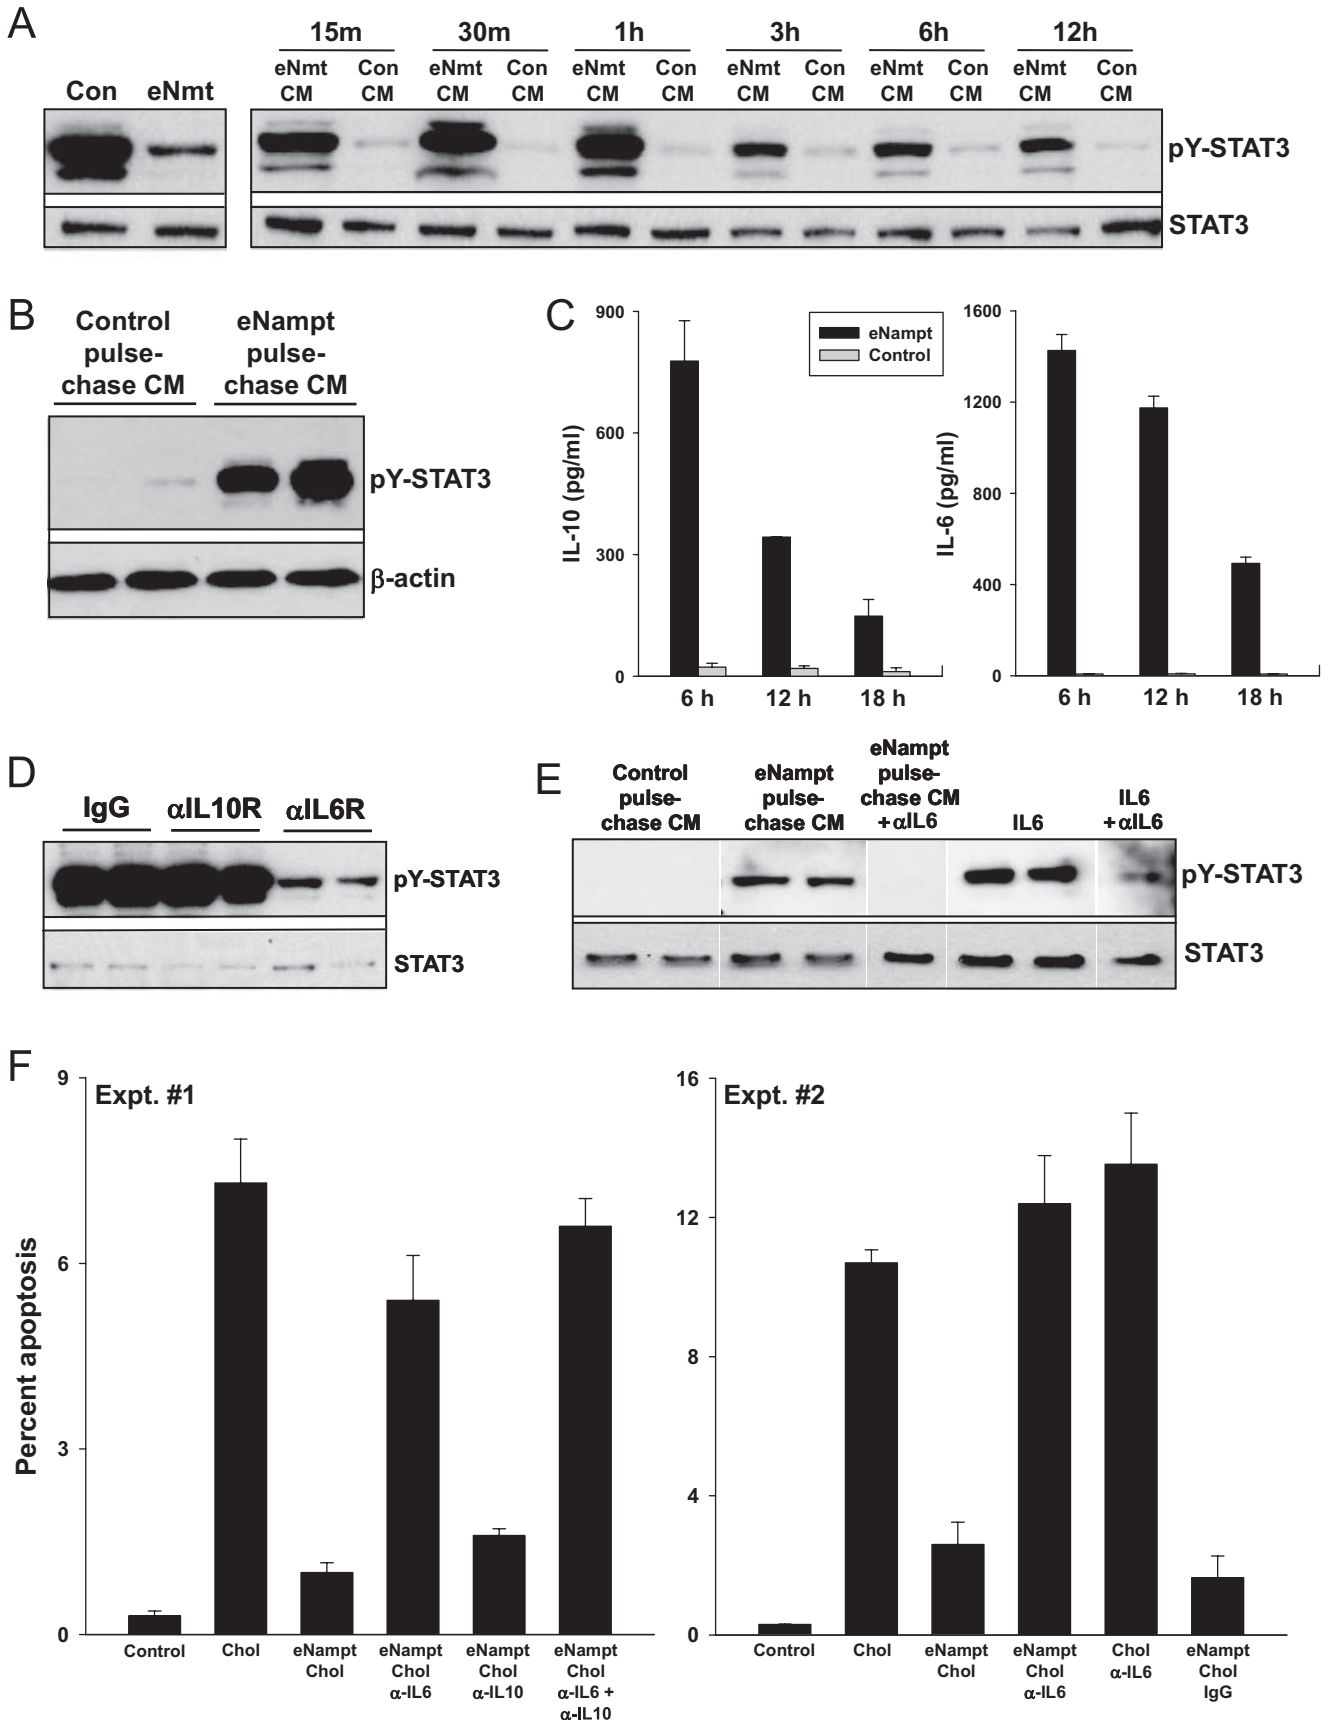 A
15m 30m 1h 3h 6h 12h
Con eNmt eNmt Con eNmt Con eNmt Con eNmt Con eNmt Con eNmt Con
CM CM CM CM CM CM CM CM CM CM CM CM
pY-STAT3
STAT3
B
Control eNampt
pulse- pulse-
chase CM chase CM
pY-STAT3
β-actin
C
900
600
300
0
IL-10 (pg/ml)
6 h 12 h 18 h
eNampt
Control
1600
1200
800
400
0
IL-6 (pg/ml)
6 h 12 h 18 h
D
IgG αIL10R αIL6R
pY-STAT3
STAT3
E
Control
pulse-
chase CM
eNampt
pulse-
chase CM
eNampt
pulse-
chase CM
+αIL6
IL6
IL6
+αIL6
pY-STAT3
STAT3
F
Percent apoptosis
Expt. #1
9
6
3
0
Control
Chol
eNampt
Chol
eNampt
Chol
α-IL6
eNampt
Chol
α-IL10
eNampt
Chol
α-IL6 +
α-IL10
Expt. #2
16
12
8
4
0
Control
Chol
eNampt
Chol
eNampt
Chol
α-IL6
Chol
α-IL6
eNampt
Chol
IgG